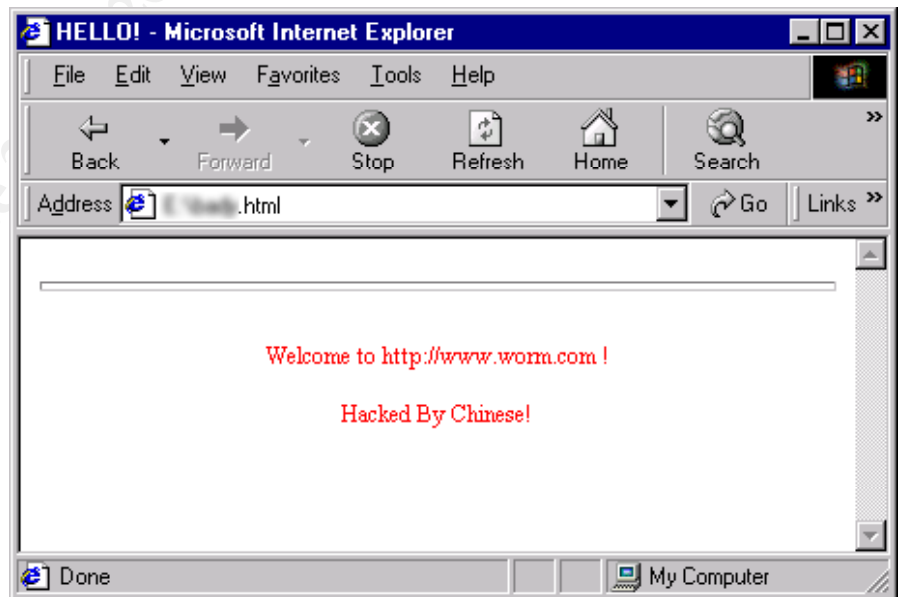 HELLO! - Microsoft Internet Explorer
File Edit View Favorites Tools Help
Back Forward Stop Refresh Home Search »
Address .html Go Links »
Welcome to http://www.worm.com !
Hacked By Chinese!
Done My Computer